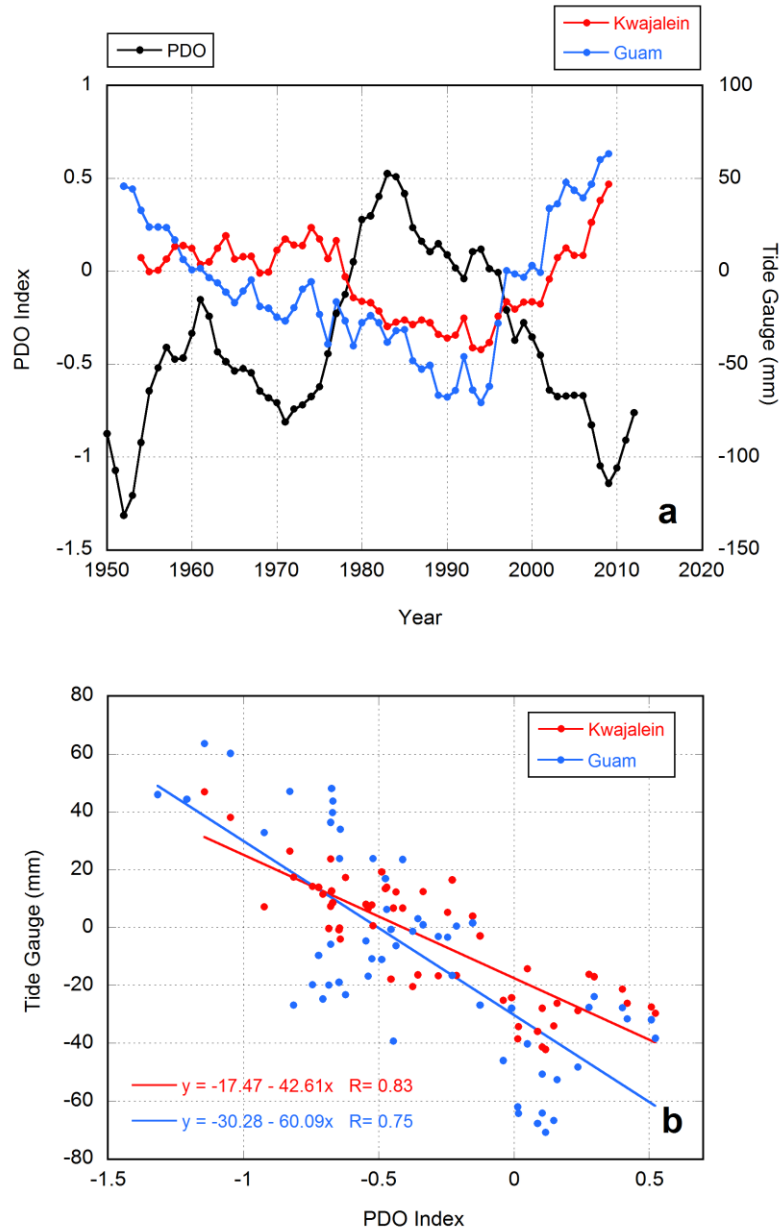 Kwajalein
PDO
Guam
1
100
0.5
50
0
0
-0.5
-50
-1
-100
-1.5
-150
PDO Index
Tide Gauge (mm)
a
1950 1960 1970 1980 1990 2000 2010 2020
Year
80
60
40
20
0
-20
-40
-60
-80
Tide Gauge (mm)
Kwajalein
Guam
y = -17.47 - 42.61x R= 0.83
y = -30.28 - 60.09x R= 0.75
b
-1.5 -1 -0.5 0 0.5
PDO Index